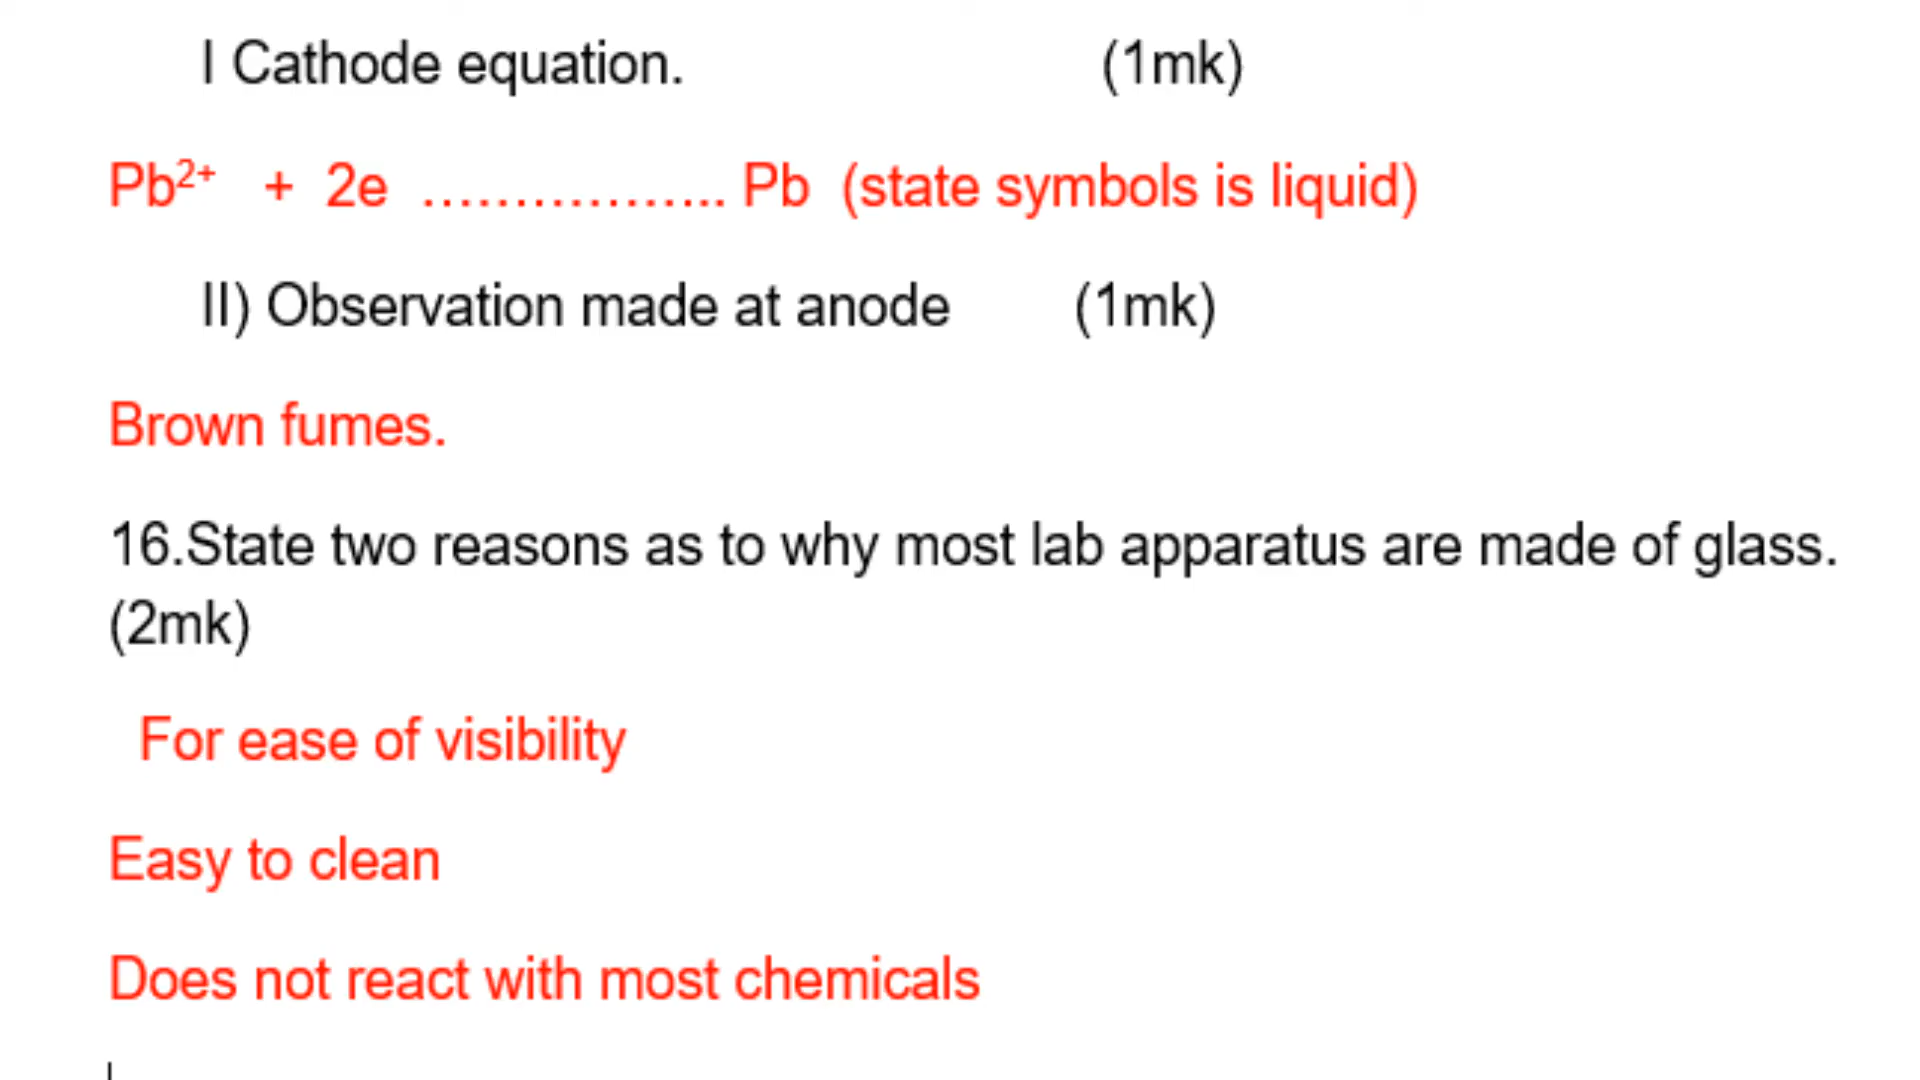 I Cathode equation. (1mk)
Pb²⁺ + 2e …………….. Pb (state symbols is liquid)
II) Observation made at anode (1mk)
Brown fumes.
16.State two reasons as to why most lab apparatus are made of glass.
(2mk)
For ease of visibility
Easy to clean
Does not react with most chemicals